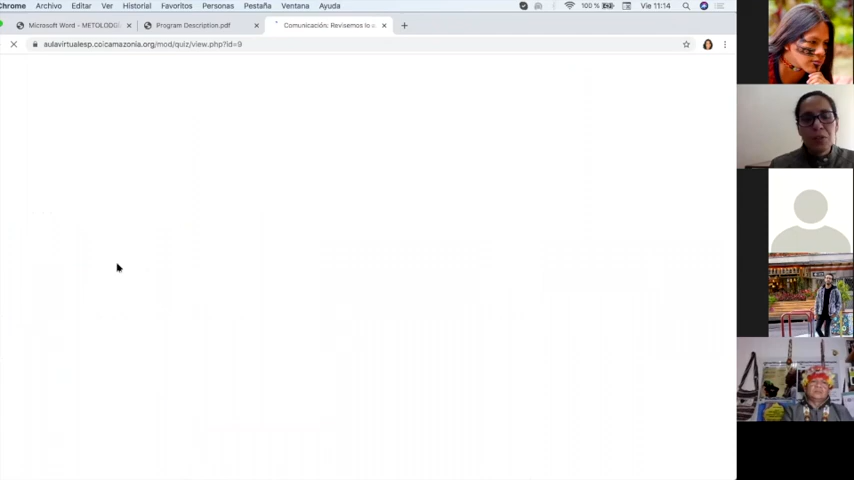 Chrome Archivo Editar Ver Historial Favoritos Personas Pestaña Ventana Ayuda 100 % Vie 11:14
Microsoft Word - METOLODG Program Description.pdf Comunicación: Revisemos lo
aulavirtualesp.coicamazonia.org/mod/quiz/view.php?id=9